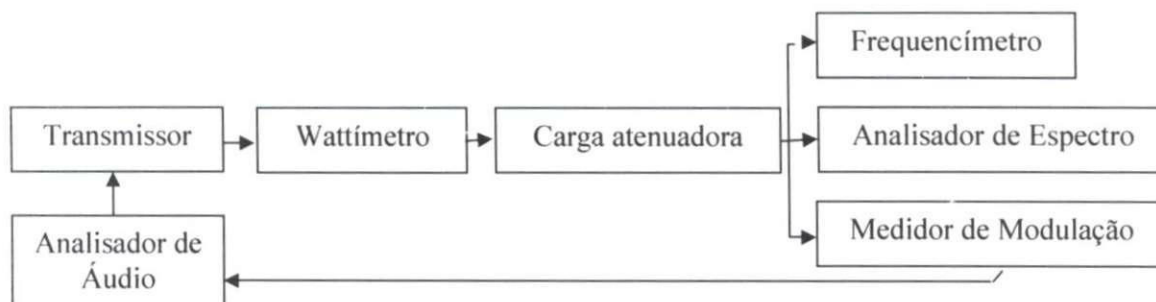 Frequencímetro
Transmissor
Wattímetro
Carga atenuadora
Analisador de Espectro
Analisador de
Áudio
Medidor de Modulação